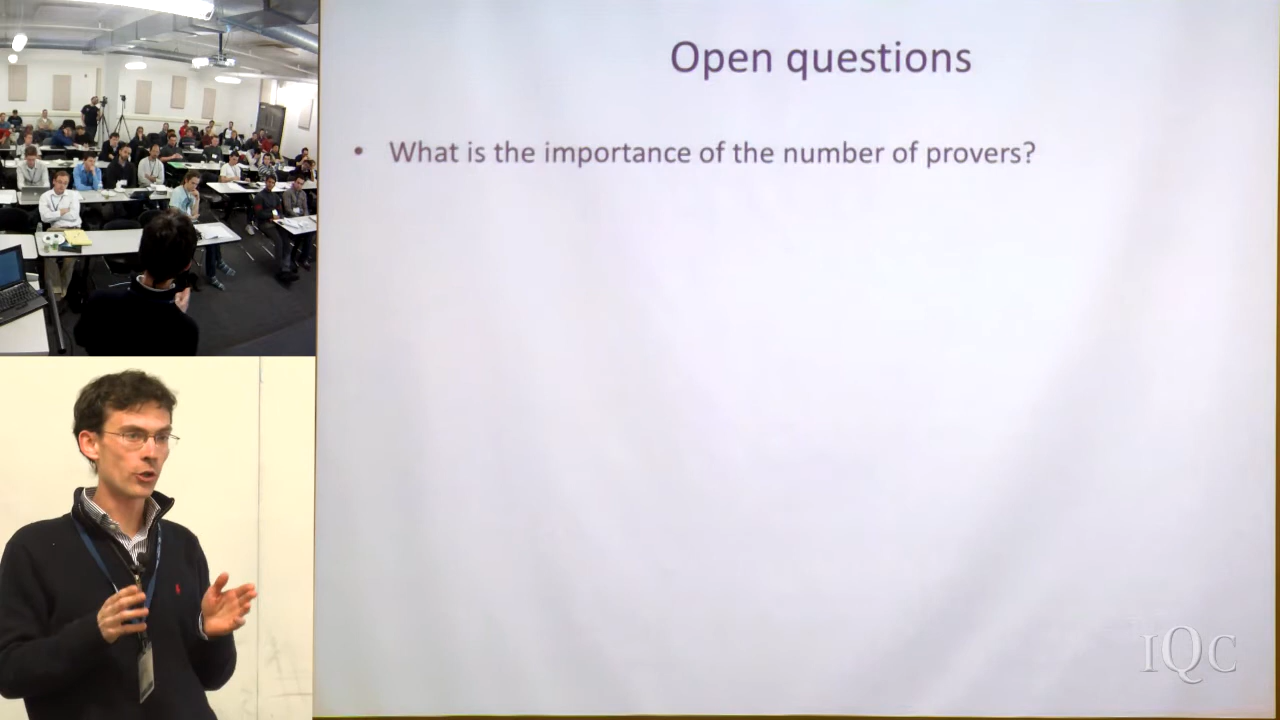 Open questions
• What is the importance of the number of provers?
IQC